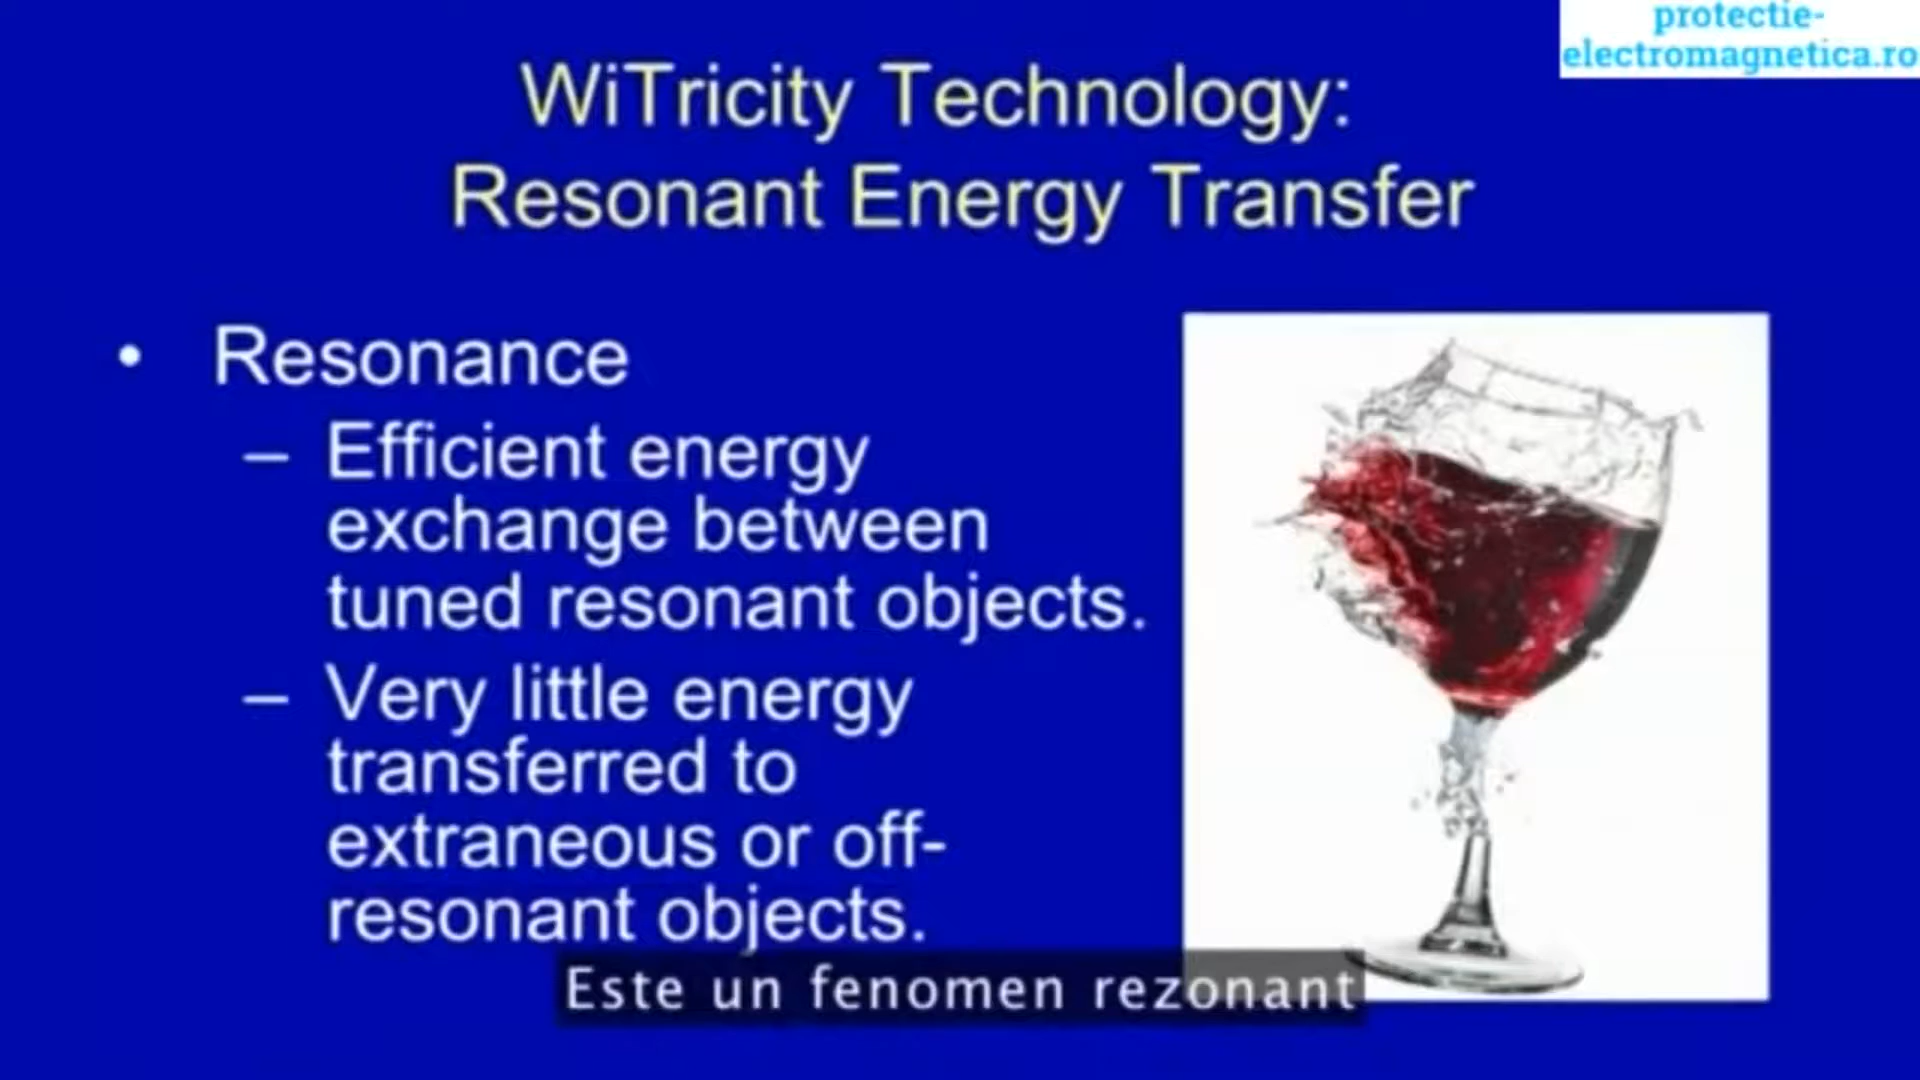 protectie-
electromagnetica.ro
WiTricity Technology:
Resonant Energy Transfer
• Resonance
– Efficient energy
exchange between
tuned resonant objects.
– Very little energy
transferred to
extraneous or off-
resonant objects.
Este un fenomen rezonant